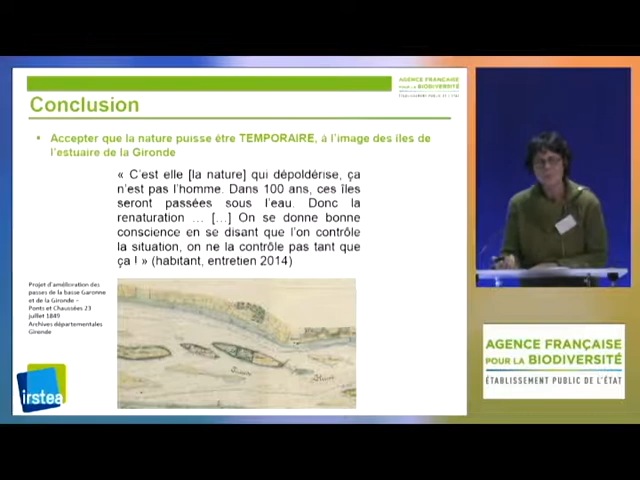 AGENCE FRANÇAISE
POUR LA BIODIVERSITÉ
ÉTABLISSEMENT PUBLIC DE L'ÉTAT
Conclusion
• Accepter que la nature puisse être TEMPORAIRE, à l'image des îles de
l'estuaire de la Gironde
« C'est elle [la nature] qui dépoldérise, ça
n'est pas l'homme. Dans 100 ans, ces îles
seront passées sous l'eau. Donc la
renaturation ... […] On se donne bonne
conscience en se disant que l'on contrôle
la situation, on ne la contrôle pas tant que
ça ! » (habitant, entretien 2014)
Projet d'amélioration des
passes de la basse Garonne
et de la Gironde –
Ponts et Chaussées 23
juillet 1849
Archives départementales
Gironde
irstea
AGENCE FRANÇAISE
POUR LA BIODIVERSITÉ
ÉTABLISSEMENT PUBLIC DE L'ÉTAT